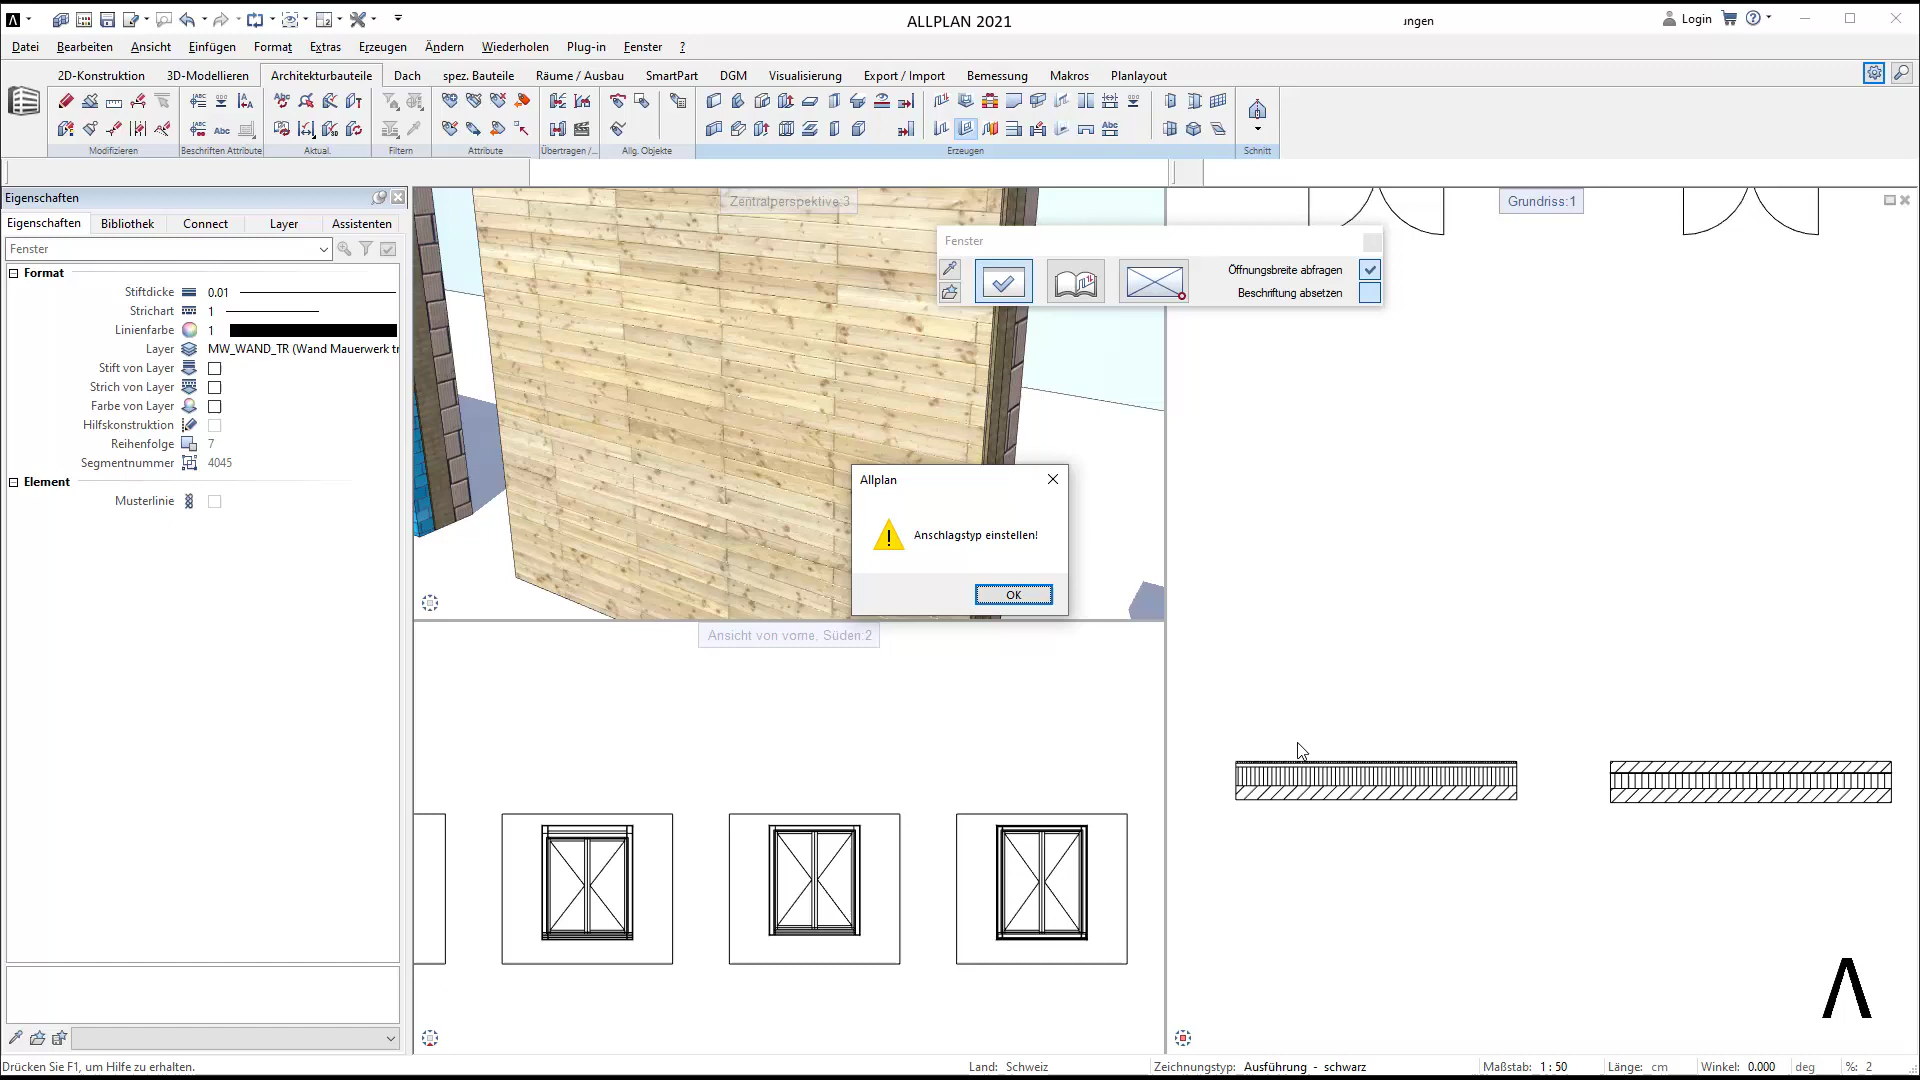 ALLPLAN 2021
ungen
Login
Datei Bearbeiten Ansicht Einfügen Format Extras Erzeugen Ändern Wiederholen Plug-in Fenster ?
2D-Konstruktion 3D-Modellieren Architekturbauteile Dach spez. Bauteile Räume / Ausbau SmartPart DGM Visualisierung Export / Import Bemessung Makros Planlayout
Modifizieren Beschriften Attribute Aktual. Filtern Attribute Übertragen /... Allg. Objekte Erzeugen Schnitt
Eigenschaften
Eigenschaften Bibliothek Connect Layer Assistenten
Fenster
Format
Stiftdicke 0.01
Strichart 1
Linienfarbe 1
Layer MW_WAND_TR (Wand Mauerwerk tr
Stift von Layer
Strich von Layer
Farbe von Layer
Hilfskonstruktion
Reihenfolge 7
Segmentnummer 4045
Element
Musterlinie
Zentralperspektive:3
Grundriss:1
Fenster
Öffnungsbreite abfragen
Beschriftung absetzen
Allplan
Anschlagstyp einstellen!
OK
Ansicht von vorne, Süden:2
Drücken Sie F1, um Hilfe zu erhalten.
Land: Schweiz
Zeichnungstyp: Ausführung - schwarz
Maßstab: 1 : 50
Länge: cm
Winkel: 0.000 deg
%: 2